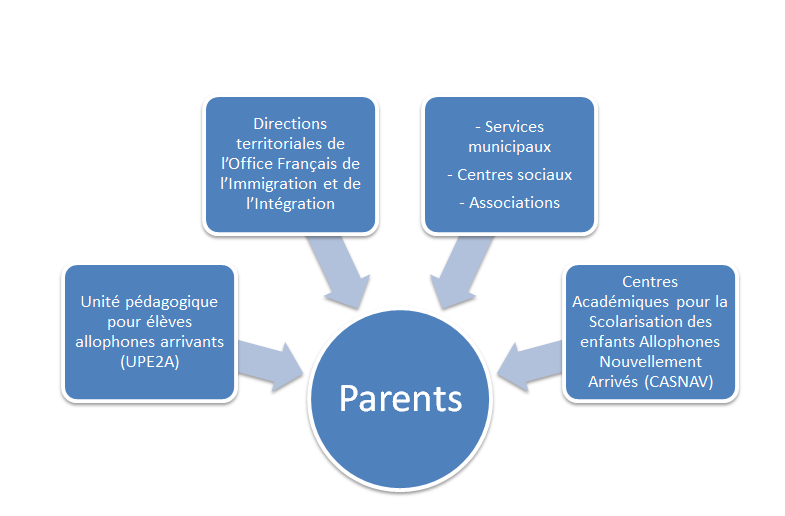 Directions
territoriales de
l’Office Français de
l’Immigration et de
l’Intégration
- Services
municipaux
- Centres sociaux
- Associations
Unité pédagogique
pour élèves
allophones arrivants
(UPE2A)
Centres
Académiques pour la
Scolarisation des
enfants Allophones
Nouvellement
Arrivés (CASNAV)
Parents